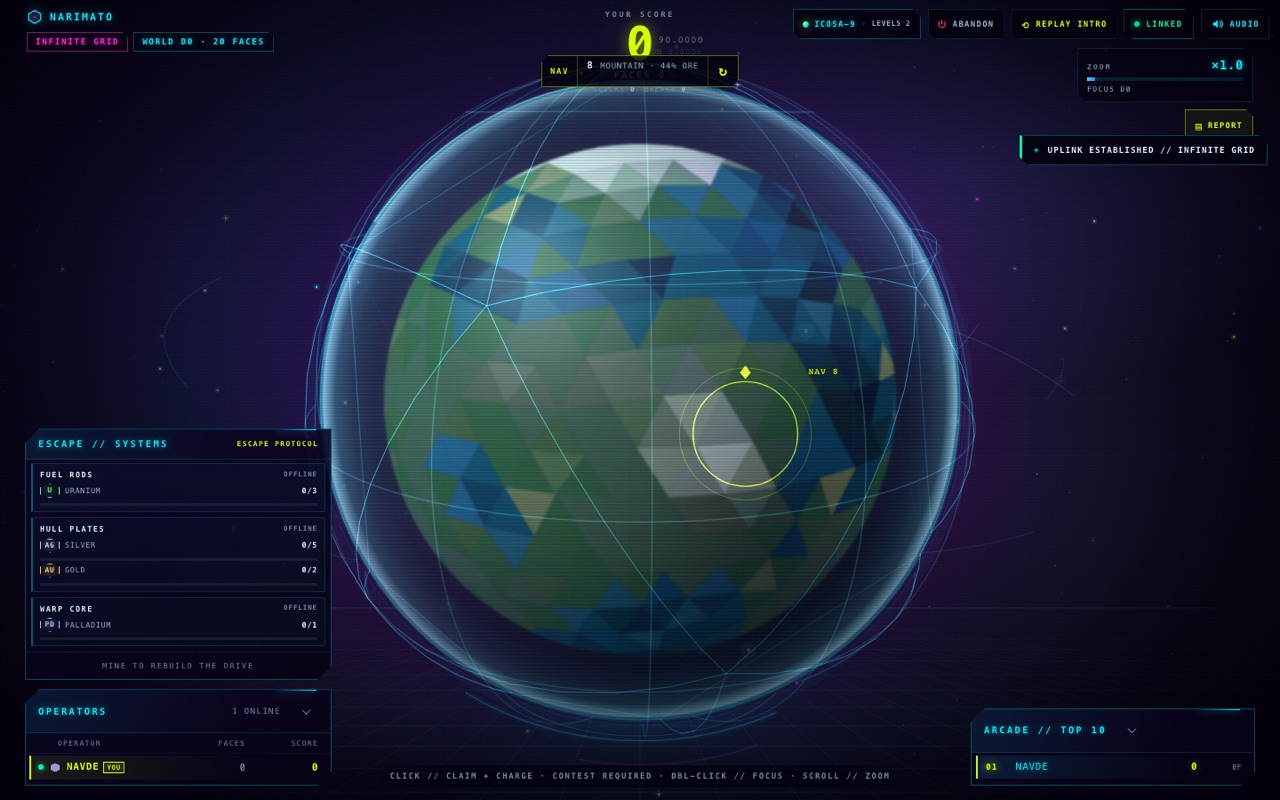 NARIMATO
INFINITE GRID
WORLD D0 · 20 FACES
YOUR SCORE
0
90.0000
NAV
8 MOUNTAIN · 44% ORE
↻
FACES 0
ICOSA-9 · LEVELS 2
ABANDON
REPLAY INTRO
LINKED
AUDIO
ZOOM
×1.0
FOCUS D0
REPORT
+ UPLINK ESTABLISHED // INFINITE GRID
NAV 8
ESCAPE // SYSTEMS
ESCAPE PROTOCOL
FUEL RODS
OFFLINE
U URANIUM
0/3
HULL PLATES
OFFLINE
AG SILVER
0/5
AU GOLD
0/2
WARP CORE
OFFLINE
PD PALLADIUM
0/1
MINE TO REBUILD THE DRIVE
OPERATORS
1 ONLINE
OPERATOR FACES SCORE
NAVDE YOU 0 0
CLICK // CLAIM + CHARGE · CONTEST REQUIRED · DBL-CLICK // FOCUS · SCROLL // ZOOM
ARCADE // TOP 10
01 NAVDE 0 0F